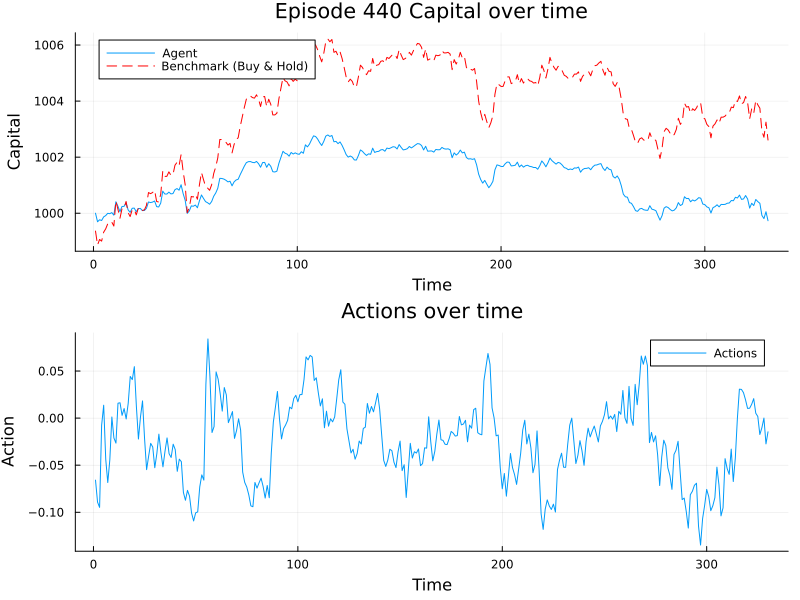 Episode 440 Capital over time
Capital
1006
1004
1002
1000
Agent
Benchmark (Buy & Hold)
0
100
200
300
Time
Actions over time
Action
0.05
0.00
−0.05
−0.10
Actions
0
100
200
300
Time